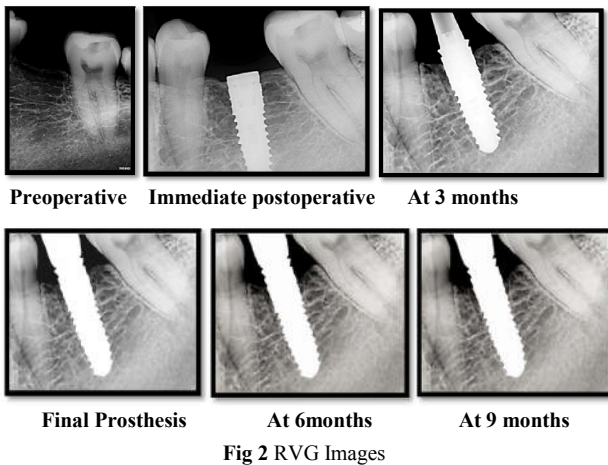 Preoperative Immediate postoperative At 3 months
Final Prosthesis At 6months At 9 months
Fig 2 RVG Images